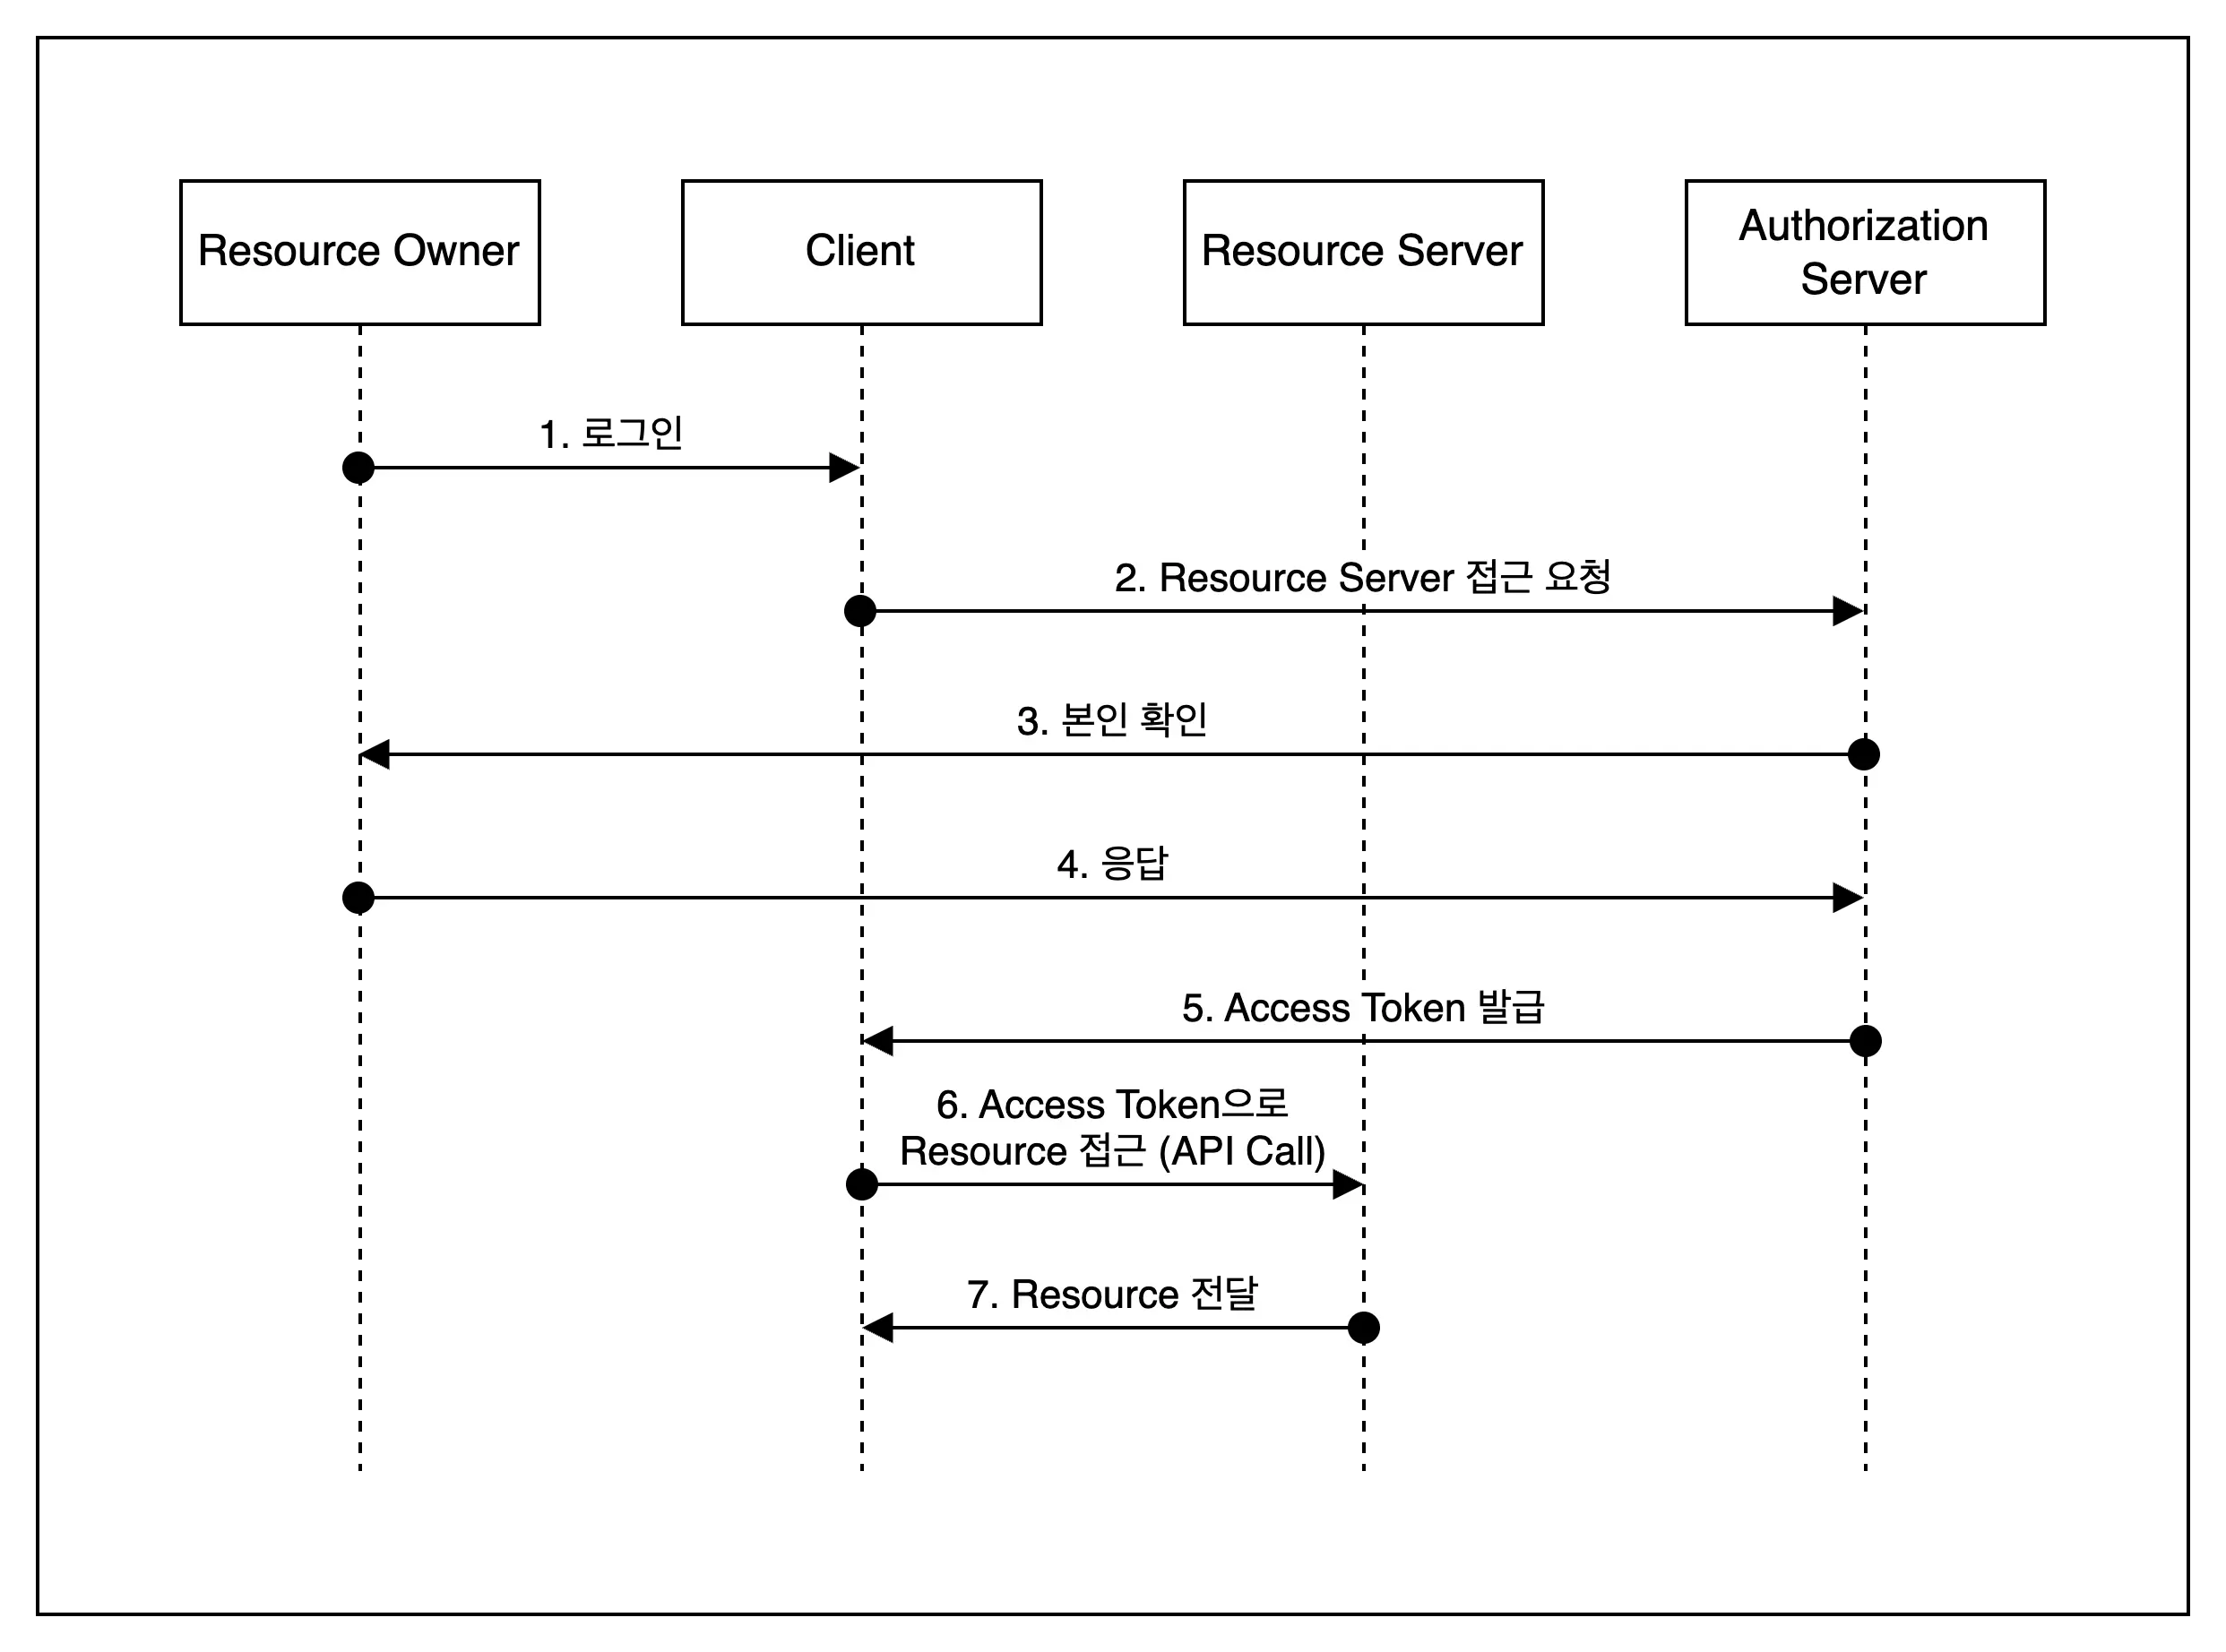 Resource Owner
Client
Resource Server
Authorization
Server
1. 로그인
2. Resource Server 접근 요청
3. 본인 확인
4. 응답
5. Access Token 발급
6. Access Token으로
Resource 접근 (API Call)
7. Resource 전달